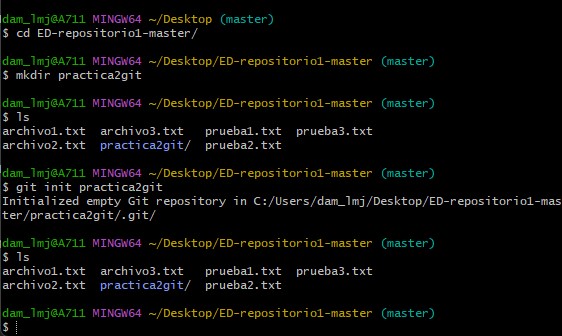 dam_lmj@A711 MINGW64 ~/Desktop (master)
$ cd ED-repositorio1-master/
dam_lmj@A711 MINGW64 ~/Desktop/ED-repositorio1-master (master)
$ mkdir practica2git
dam_lmj@A711 MINGW64 ~/Desktop/ED-repositorio1-master (master)
$ ls
archivo1.txt archivo3.txt prueba1.txt prueba3.txt
archivo2.txt practica2git/ prueba2.txt
dam_lmj@A711 MINGW64 ~/Desktop/ED-repositorio1-master (master)
$ git init practica2git
Initialized empty Git repository in C:/Users/dam_lmj/Desktop/ED-repositorio1-mas
ter/practica2git/.git/
dam_lmj@A711 MINGW64 ~/Desktop/ED-repositorio1-master (master)
$ ls
archivo1.txt archivo3.txt prueba1.txt prueba3.txt
archivo2.txt practica2git/ prueba2.txt
dam_lmj@A711 MINGW64 ~/Desktop/ED-repositorio1-master (master)
$